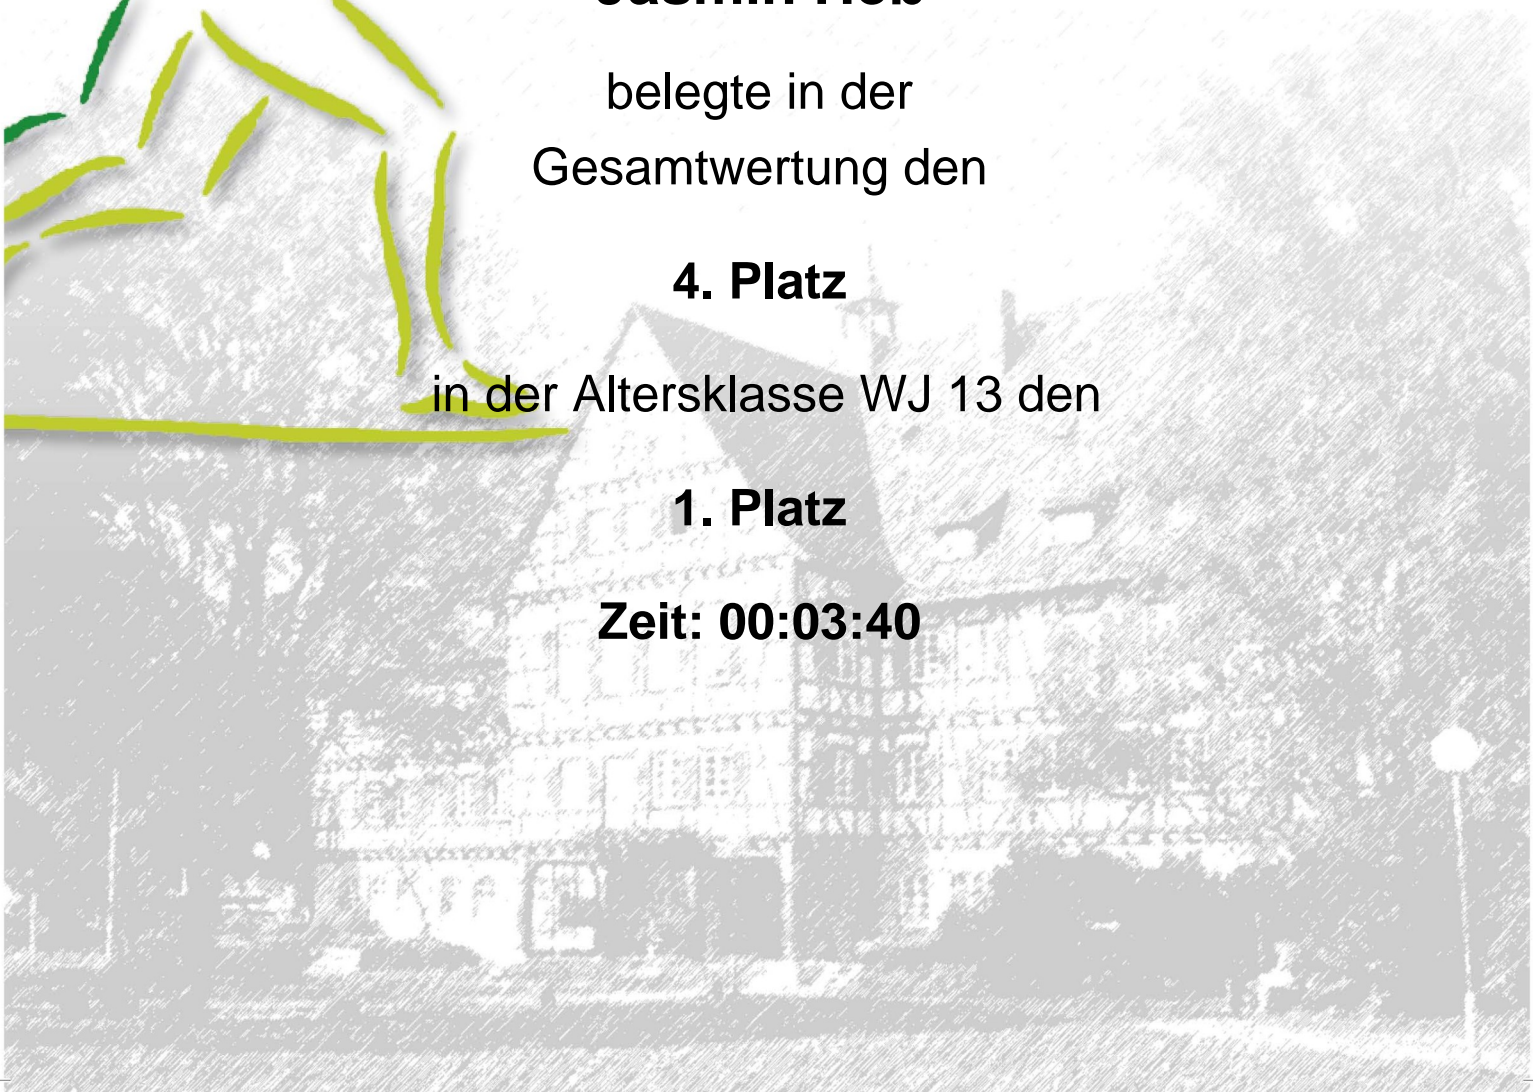 belegte in der
Gesamtwertung den
4. Platz
in der Altersklasse WJ 13 den
1. Platz
Zeit: 00:03:40